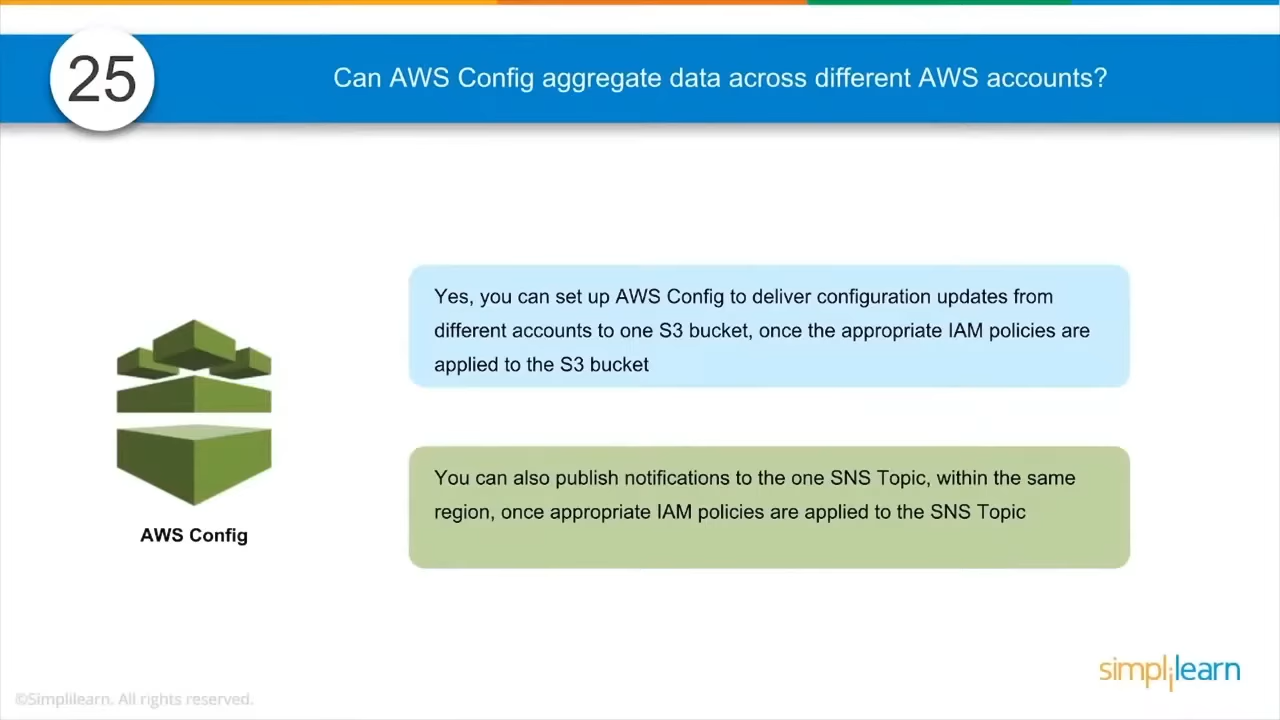 25
Can AWS Config aggregate data across different AWS accounts?
Yes, you can set up AWS Config to deliver configuration updates from
different accounts to one S3 bucket, once the appropriate IAM policies are
applied to the S3 bucket
You can also publish notifications to the one SNS Topic, within the same
region, once appropriate IAM policies are applied to the SNS Topic
AWS Config
simplilearn
©Simplilearn. All rights reserved.